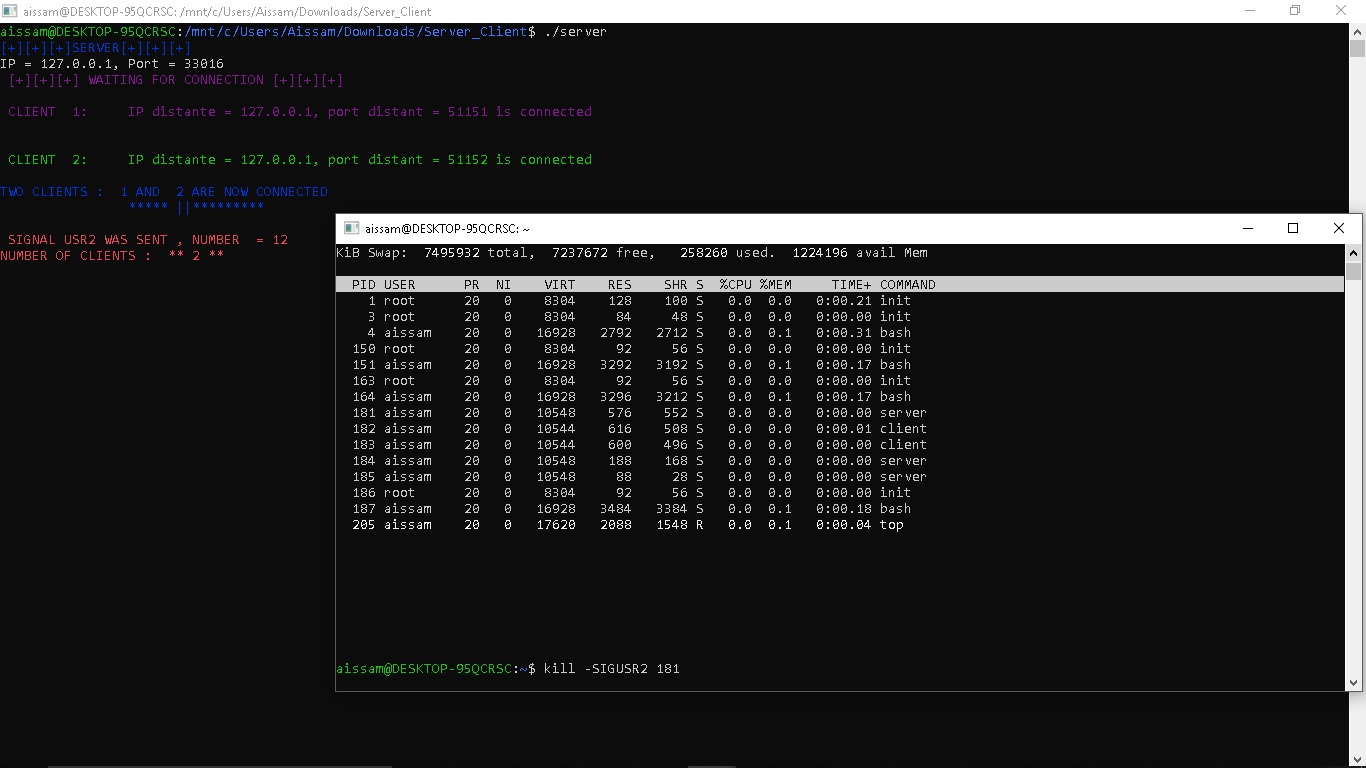 aissam@DESKTOP-95QCRSC: /mnt/c/Users/Aissam/Downloads/Server_Client
aissam@DESKTOP-95QCRSC:/mnt/c/Users/Aissam/Downloads/Server_Client$ ./server
[+][+][+]SERVER[+][+][+]
IP = 127.0.0.1, Port = 33016
[+][+][+] WAITING FOR CONNECTION [+][+][+]
CLIENT  1:     IP distante = 127.0.0.1, port distant = 51151 is connected
CLIENT  2:     IP distante = 127.0.0.1, port distant = 51152 is connected
TWO CLIENTS :  1 AND  2 ARE NOW CONNECTED
***** ||*********
SIGNAL USR2 WAS SENT , NUMBER  = 12
NUMBER OF CLIENTS :  ** 2 **
aissam@DESKTOP-95QCRSC: ~
KiB Swap:  7495932 total,  7237672 free,   258260 used.  1224196 avail Mem
PID USER      PR  NI    VIRT    RES    SHR S  %CPU %MEM     TIME+ COMMAND
1 root      20   0    8304    128    100 S   0.0  0.0   0:00.21 init
3 root      20   0    8304     84     48 S   0.0  0.0   0:00.00 init
4 aissam    20   0   16928   2792   2712 S   0.0  0.1   0:00.31 bash
150 root      20   0    8304     92     56 S   0.0  0.0   0:00.00 init
151 aissam    20   0   16928   3292   3192 S   0.0  0.1   0:00.17 bash
163 root      20   0    8304     92     56 S   0.0  0.0   0:00.00 init
164 aissam    20   0   16928   3296   3212 S   0.0  0.1   0:00.17 bash
181 aissam    20   0   10548    576    552 S   0.0  0.0   0:00.00 server
182 aissam    20   0   10544    616    508 S   0.0  0.0   0:00.01 client
183 aissam    20   0   10544    600    496 S   0.0  0.0   0:00.00 client
184 aissam    20   0   10548    188    168 S   0.0  0.0   0:00.00 server
185 aissam    20   0   10548     88     28 S   0.0  0.0   0:00.00 server
186 root      20   0    8304     92     56 S   0.0  0.0   0:00.00 init
187 aissam    20   0   16928   3484   3384 S   0.0  0.1   0:00.18 bash
205 aissam    20   0   17620   2088   1548 R   0.0  0.1   0:00.04 top
aissam@DESKTOP-95QCRSC:~$ kill -SIGUSR2 181